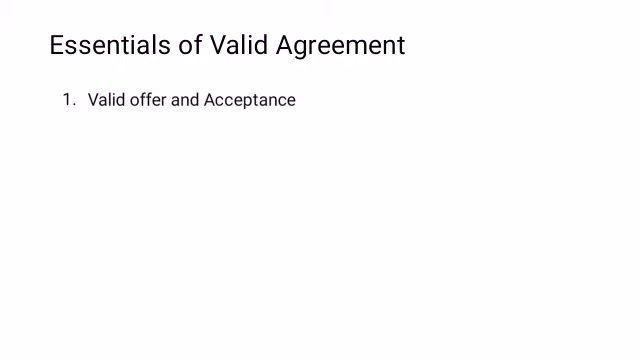 Essentials of Valid Agreement
1. Valid offer and Acceptance